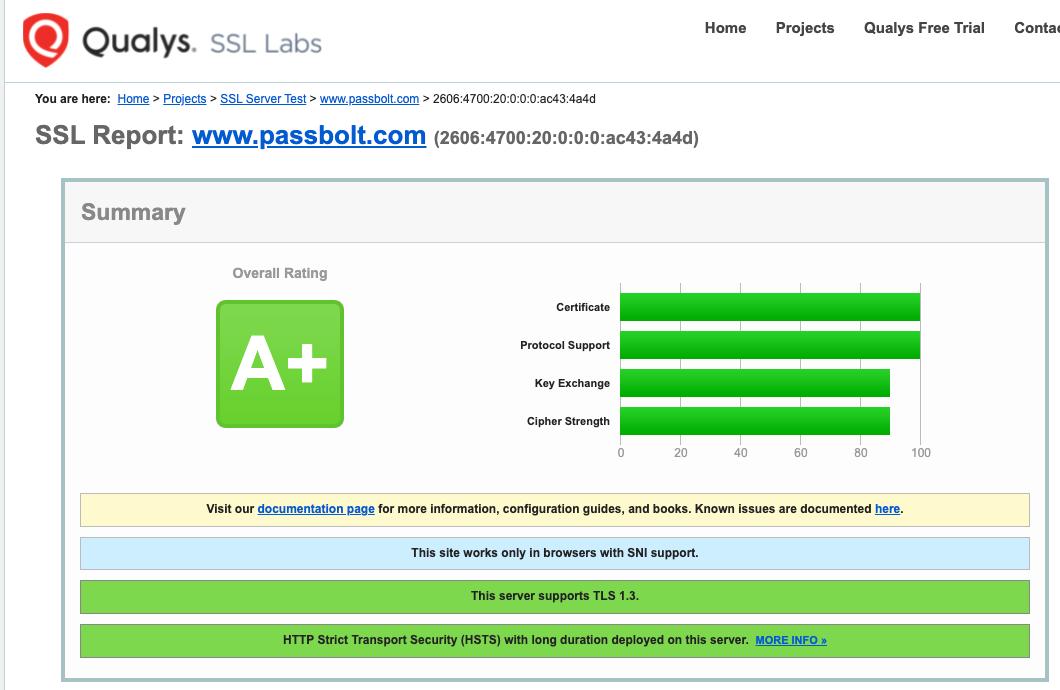 Qualys. SSL Labs
Home Projects Qualys Free Trial
You are here: Home > Projects > SSL Server Test > www.passbolt.com > 2606:4700:20:0:0:0:ac43:4a4d
SSL Report: www.passbolt.com (2606:4700:20:0:0:0:ac43:4a4d)
Summary
Overall Rating
A+
Certificate
Protocol Support
Key Exchange
Cipher Strength
0 20 40 60 80 100
Visit our documentation page for more information, configuration guides, and books. Known issues are documented here.
This site works only in browsers with SNI support.
This server supports TLS 1.3.
HTTP Strict Transport Security (HSTS) with long duration deployed on this server. MORE INFO »